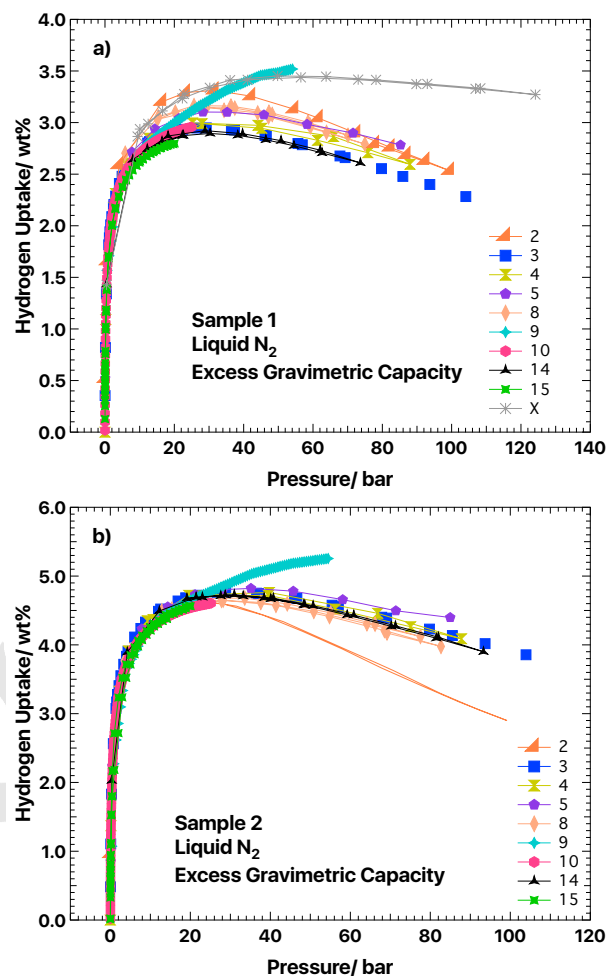 a)
Hydrogen Uptake/ wt%
4.0
3.5
3.0
2.5
2.0
1.5
1.0
0.5
0.0
Sample 1
Liquid N₂
Excess Gravimetric Capacity
2
3
4
5
8
9
10
14
15
X
0 20 40 60 80 100 120 140
Pressure/ bar
b)
Hydrogen Uptake/ wt%
6.0
5.0
4.0
3.0
2.0
1.0
0.0
Sample 2
Liquid N₂
Excess Gravimetric Capacity
2
3
4
5
8
9
10
14
15
0 20 40 60 80 100 120
Pressure/ bar